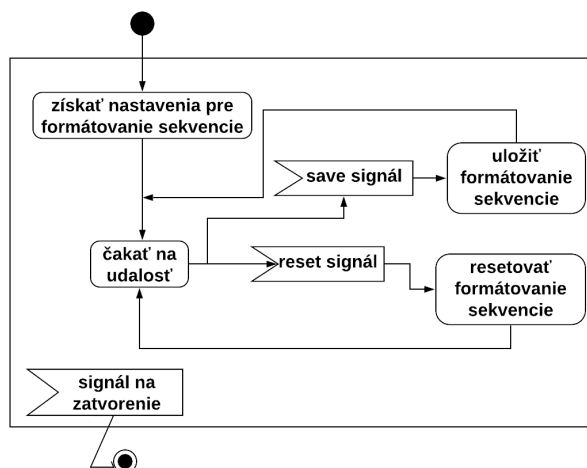 získať nastavenia pre
formátovanie sekvencie
save signál
uložiť
formátovanie
sekvencie
čakať na
udalosť
reset signál
resetovať
formátovanie
sekvencie
signál na
zatvorenie